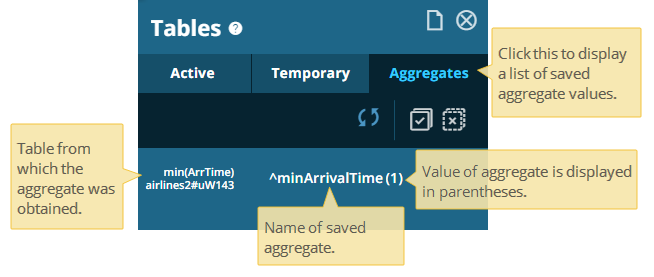 Tables ?
Active Temporary Aggregates
Click this to display
a list of saved
aggregate values.
Table from
which the
aggregate was
obtained.
min(ArrTime)
airlines2#uW143
^minArrivalTime (1)
Value of aggregate is displayed
in parentheses.
Name of saved
aggregate.